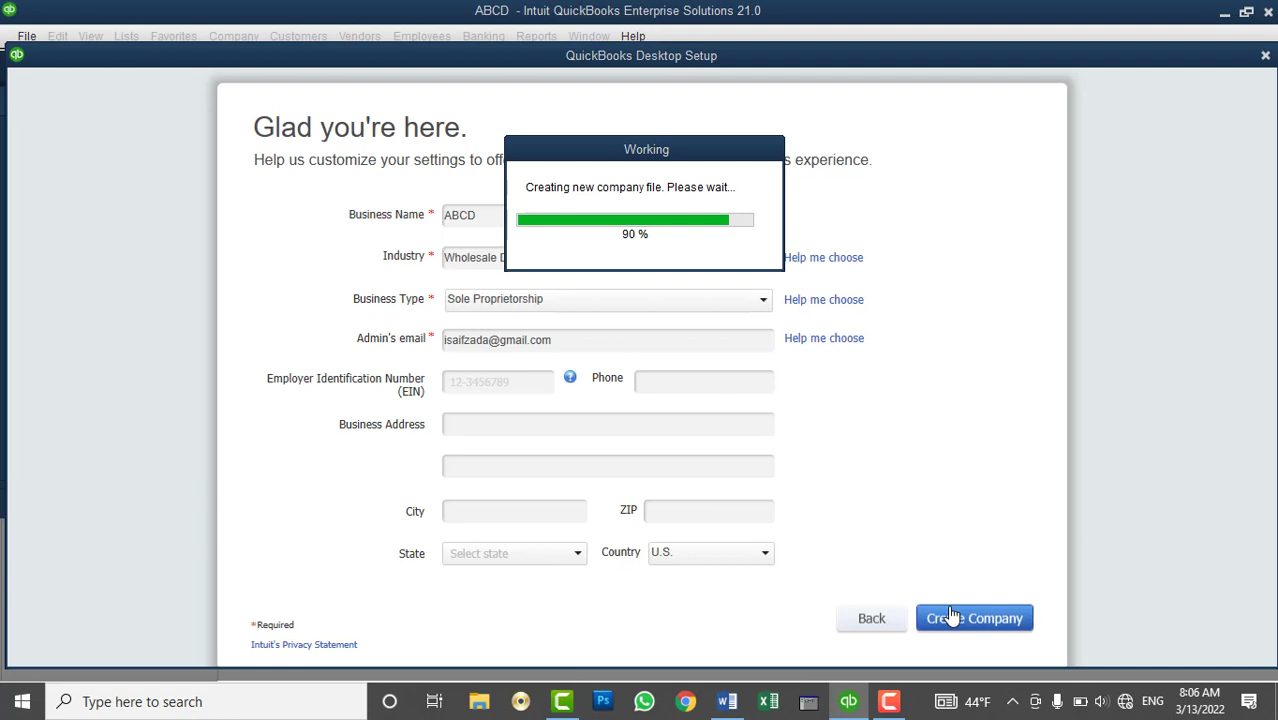 ABCD - Intuit QuickBooks Enterprise Solutions 21.0
File Edit View Lists Favorites Company Customers Vendors Employees Banking Reports Window Help
QuickBooks Desktop Setup
Glad you're here.
Help us customize your settings to of
s experience.
Working
Creating new company file. Please wait...
90 %
Business Name * ABCD
Industry * Wholesale D
Help me choose
Business Type * Sole Proprietorship Help me choose
Admin's email * isaifzada@gmail.com Help me choose
Employer Identification Number
(EIN)
12-3456789
Phone
Business Address
City ZIP
State Select state Country U.S.
Back Create Company
*Required
Intuit's Privacy Statement
Type here to search
44°F
ENG
8:06 AM
3/13/2022